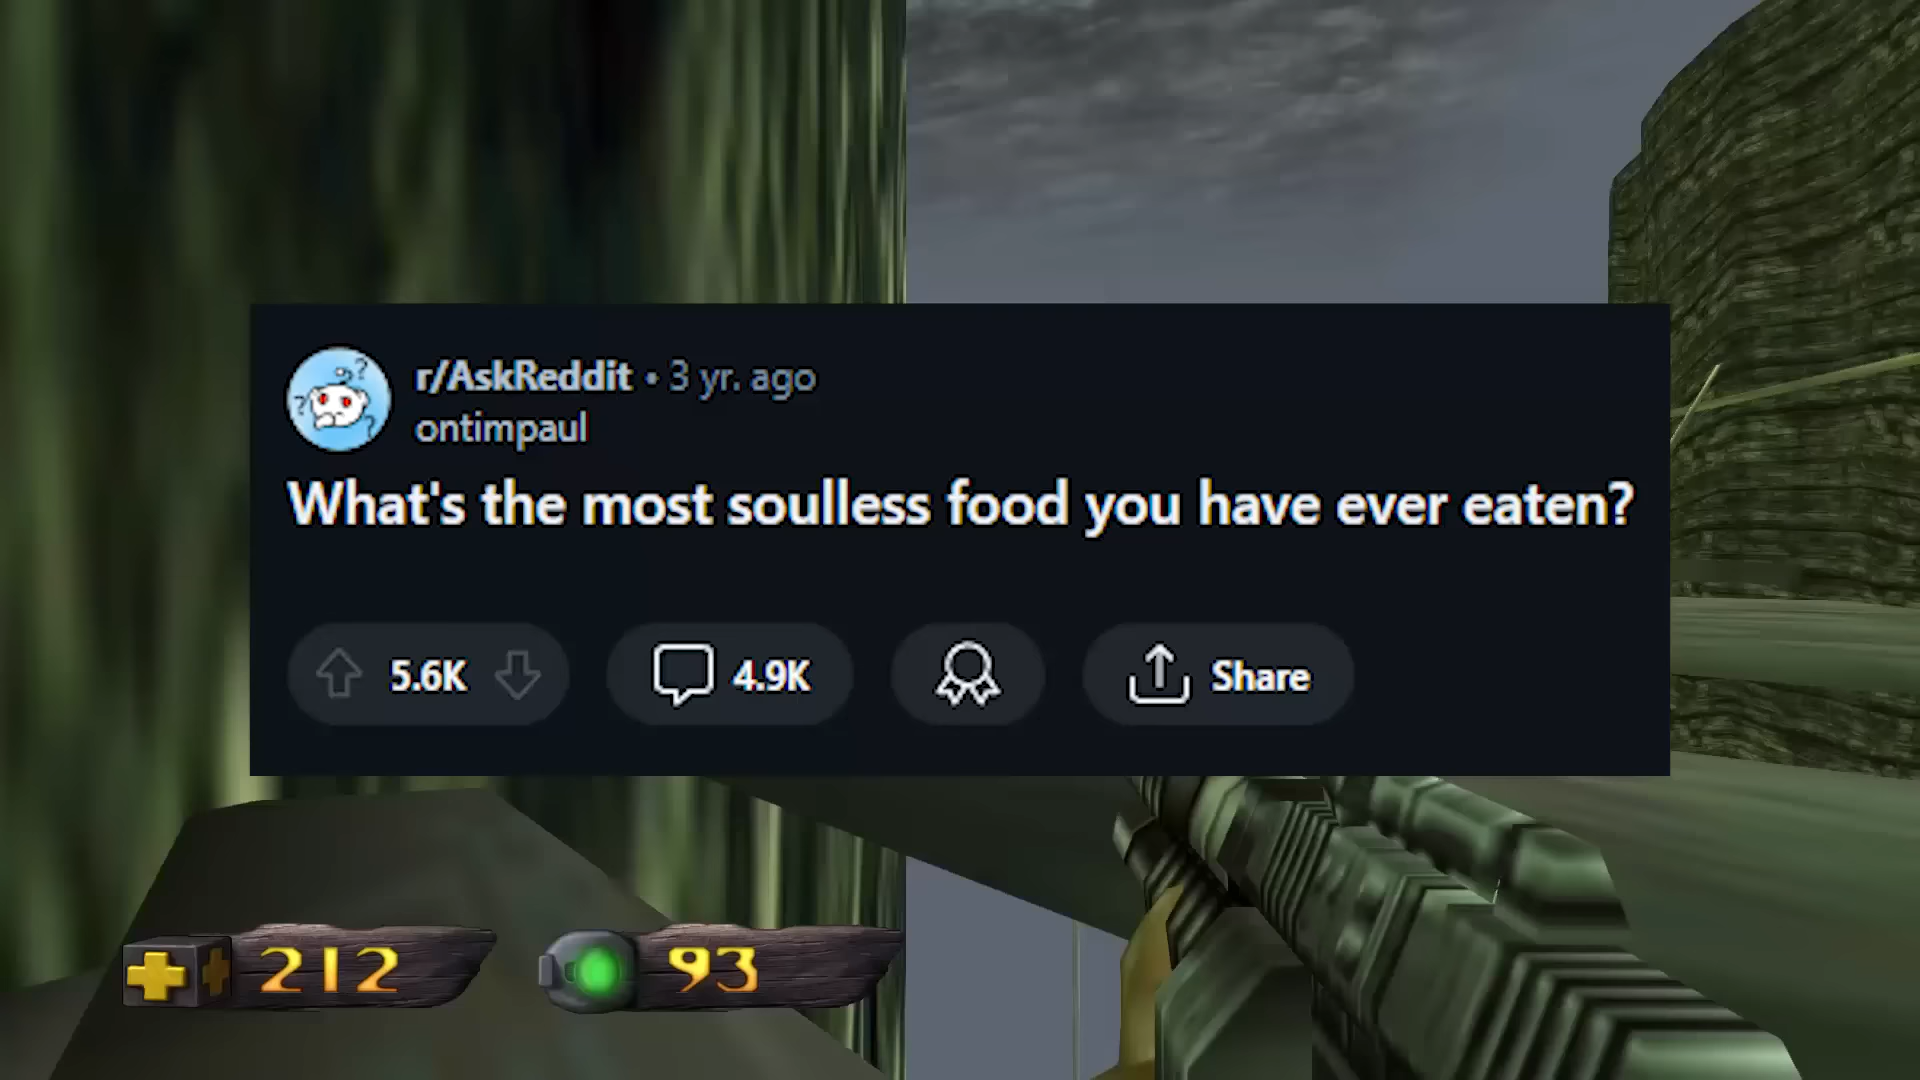 r/AskReddit • 3 yr. ago
ontimpaul
What's the most soulless food you have ever eaten?
5.6K 4.9K Share
212 93